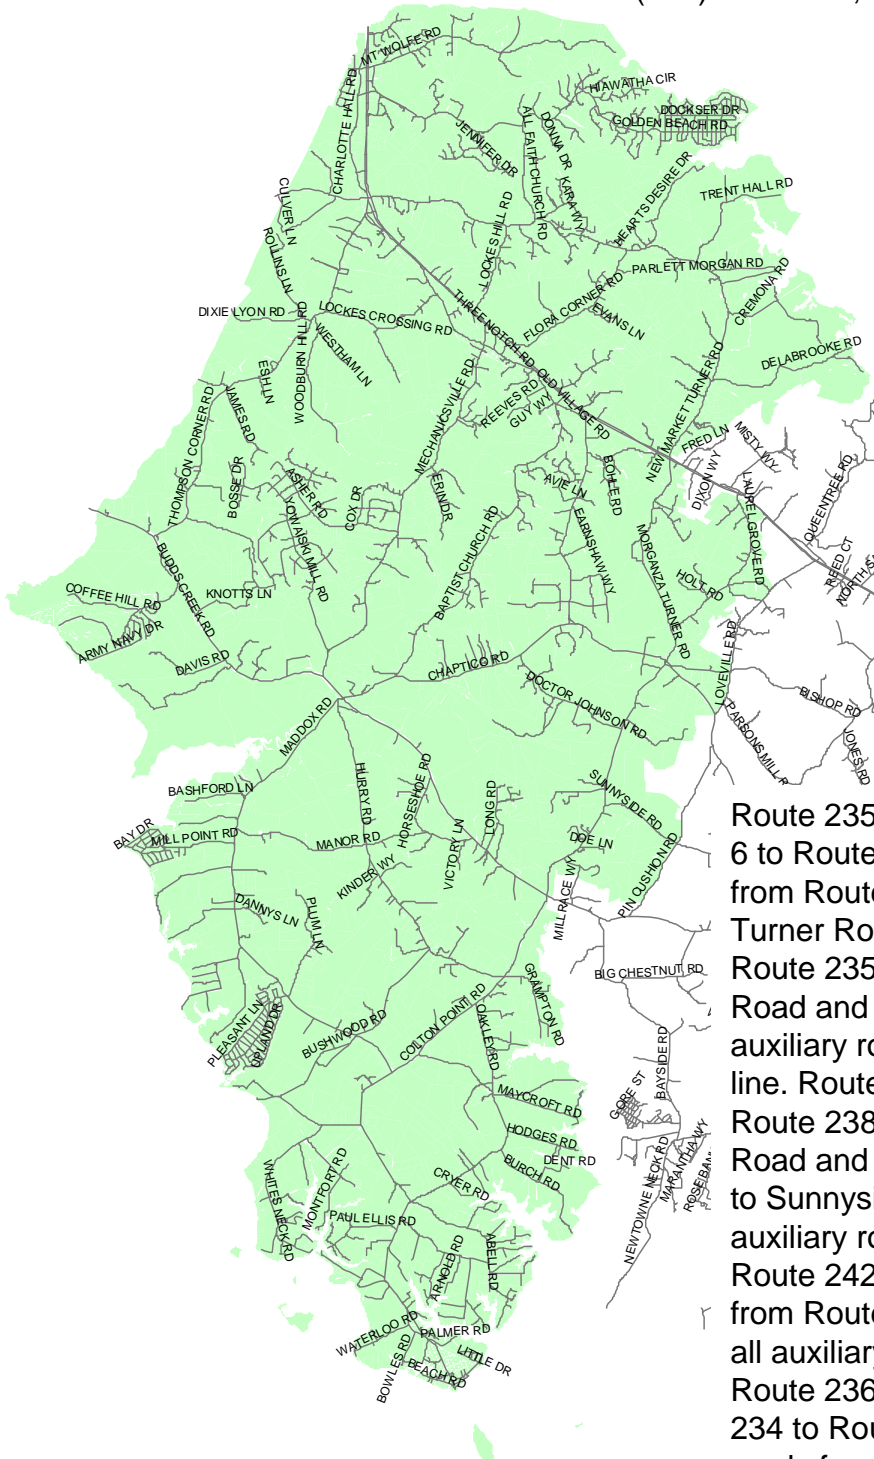 MT WOLFE RD
HIAWATHA CIR
DOCKSER DR
GOLDEN BEACH RD
CHARLOTTE HALL RD
JENNIFER DR
ALL FAITH CHURCH RD
DONNA DR
KARA WY
HEARTS DESIRE DR
TRENT HALL RD
CULVER LN
ROLLINS LN
LOCKES HILL RD
PARLETT MORGAN RD
CREMONA RD
DIXIE LYON RD
WOODBURN HILL RD
LOCKES CROSSING RD
WESTHAM LN
THREE NOTCH RD
FLORA CORNER RD
EVANS LN
DELABROOKE RD
ESH LN
JAMES RD
THOMPSON CORNER RD
MECHANICSVILLE RD
REEVES RD
GUY WY
OLD VILLAGE RD
NEW MARKET TURNER RD
FRED LN
MISTY WY
DIXON WY
BOSSE DR
ASHER RD
COX DR
ERIN DR
AVIE LN
BOHLE RD
LAUREL GROVE RD
QUEENTREE RD
YOWAISKI MILL RD
BAPTIST CHURCH RD
EARNSHAW WY
MORGANZA TURNER RD
HOLT RD
REED CT
NORTH S
BUDDS CREEK RD
COFFEE HILL RD
KNOTTS LN
ARMY NAVY DR
DAVIS RD
CHAPTICO RD
DOCTOR JOHNSON RD
LOVEVILLE RD
BISHOP RD
PARSONS MILL R
JONES RD
MADDOX RD
BASHFORD LN
HURRY RD
HORSESHOE RD
LONG RD
SUNNYSIDE RD
BAY DR
MILL POINT RD
MANOR RD
VICTORY LN
DOE LN
KINDER WY
MILL RACE WY
PIN CUSHION RD
DANNYS LN
PLUM LN
BIG CHESTNUT RD
PLEASANT LN
UPLAND DR
BUSHWOOD RD
COLTON POINT RD
GRAMPTON RD
OAKLEY RD
BAYSIDE RD
GORE ST
MAYCROFT RD
HODGES RD
DENT RD
BURCH RD
CRYER RD
NEWTOWNE NECK RD
MARANTHA WY
ROSEBAN
WHITES NECK RD
MONTFORT RD
PAUL ELLIS RD
ARNOLD RD
ABELL RD
WATERLOO RD
PALMER RD
BOWLES RD
BEACH RD
LITTLE DR
Route 235
6 to Route
from Route
Turner Ro
Route 235
Road and
auxiliary ro
line. Route
Route 238
Road and
to Sunnysi
auxiliary ro
Route 242
from Route
all auxiliary
Route 236
234 to Rou